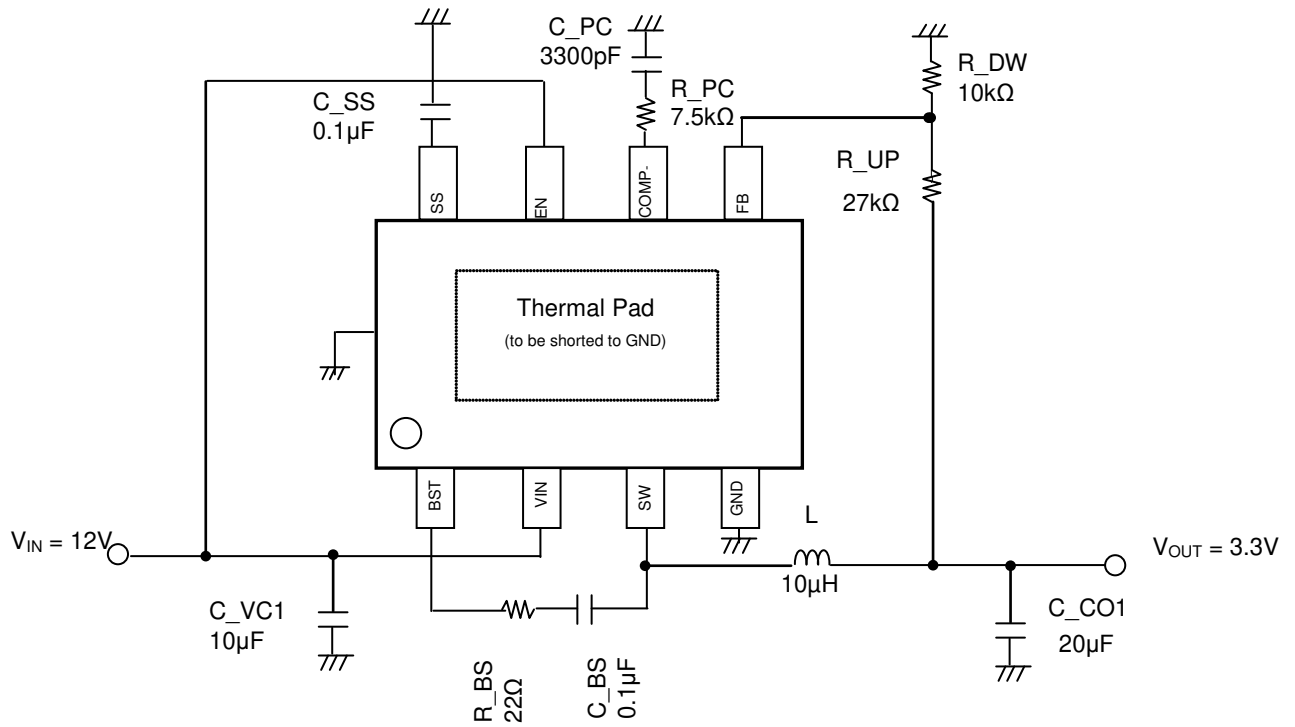 C_PC
3300pF
R_DW
10kΩ
C_SS
0.1µF
R_PC
7.5kΩ
R_UP
27kΩ
SS
EN
COMP-
FB
Thermal Pad
(to be shorted to GND)
BST
VIN
SW
GND
L
10µH
VIN = 12V
VOUT = 3.3V
C_VC1
10µF
C_CO1
20µF
R_BS
22Ω
C_BS
0.1µF